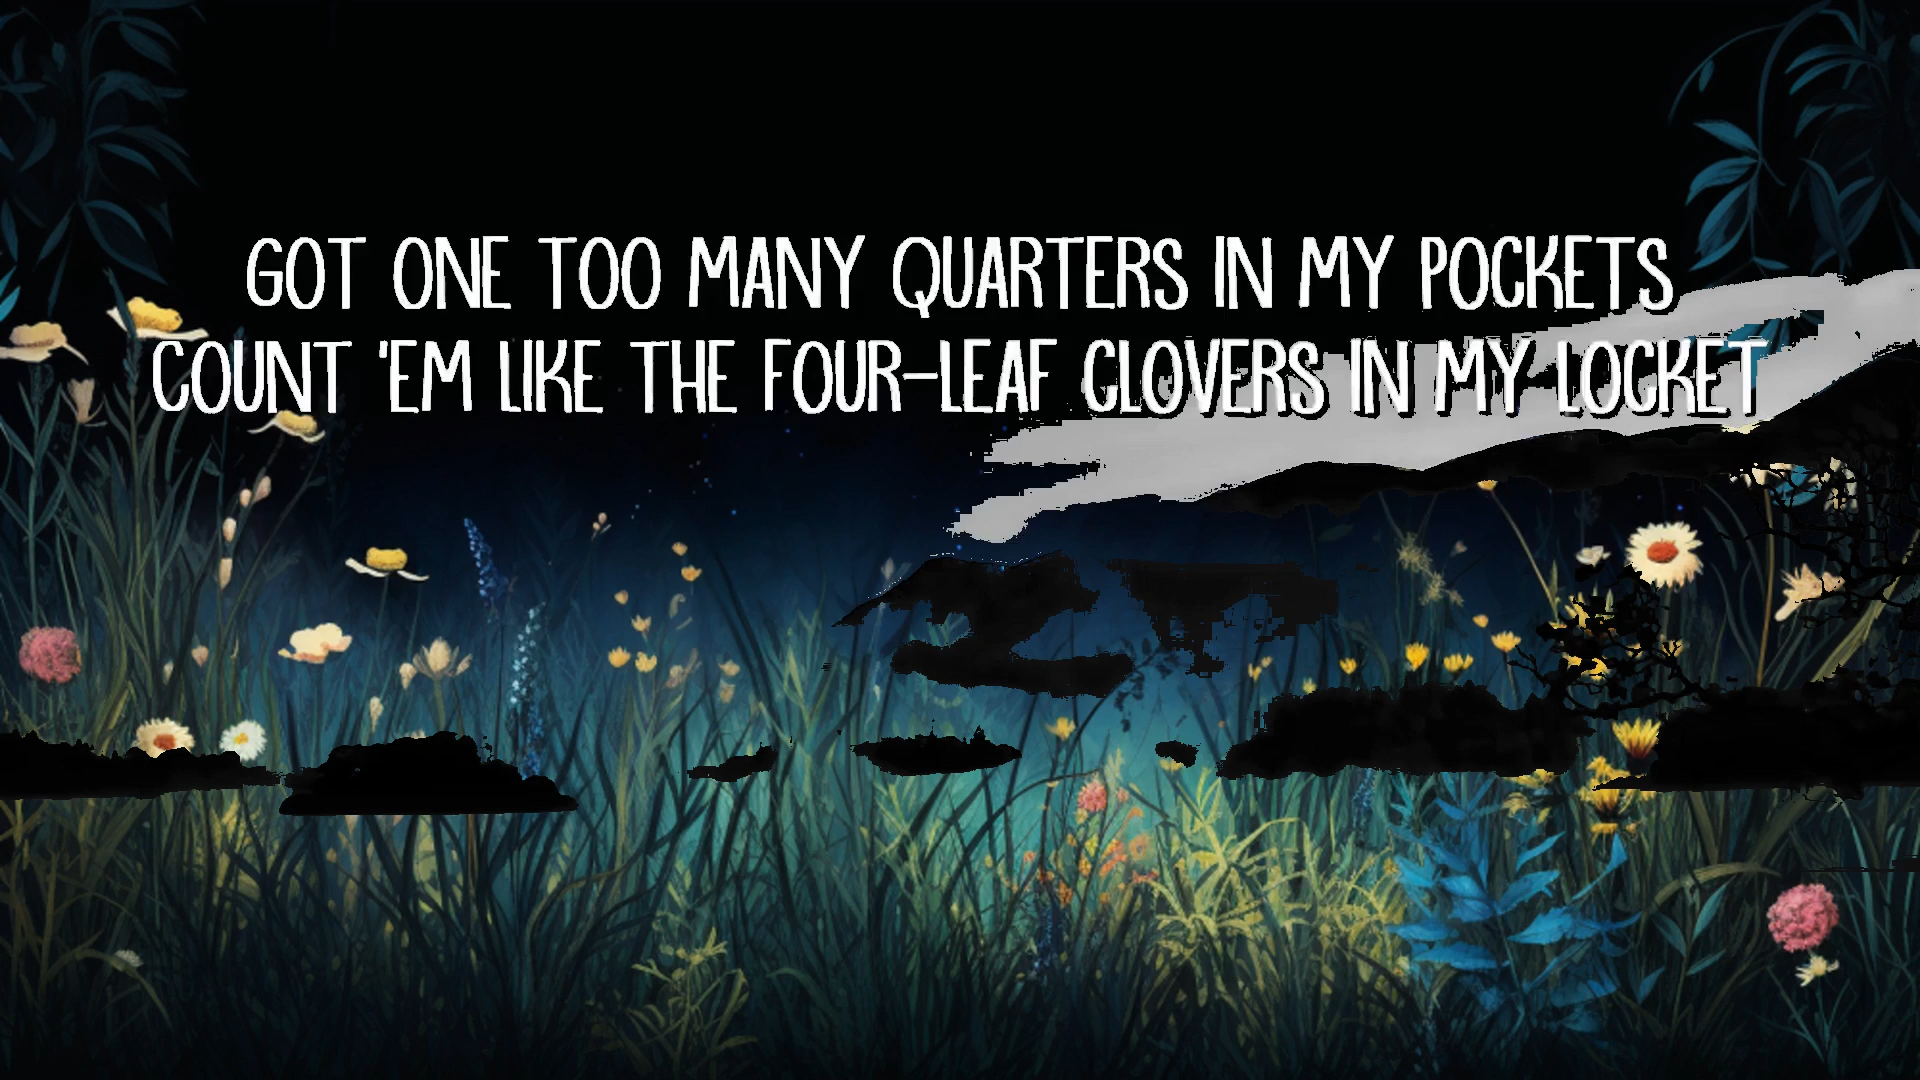 GOT ONE TOO MANY QUARTERS IN MY POCKETS
COUNT 'EM LIKE THE FOUR-LEAF CLOVERS IN MY LOCKET